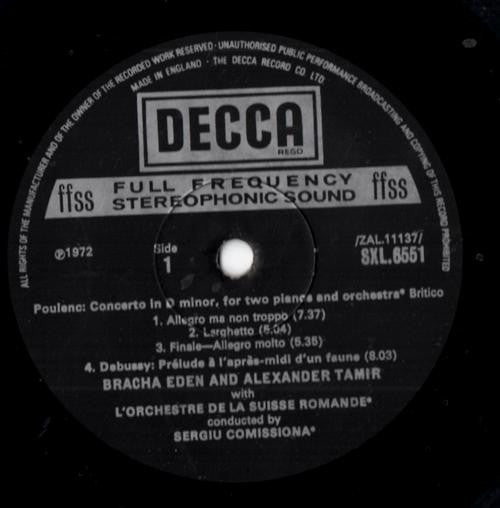 ALL RIGHTS OF THE MANUFACTURER AND OF THE OWNER OF THE RECORDED WORK RESERVED · UNAUTHORISED PUBLIC PERFORMANCE BROADCASTING AND COPYING OF THIS RECORD PROHIBITED
MADE IN ENGLAND · THE DECCA RECORD CO. LTD.
DECCA
REGD
ffss FULL FREQUENCY STEREOPHONIC SOUND ffss
℗1972
Side 1
/ZAL.11137/
SXL.6551
Poulenc: Concerto in D minor, for two pianos and orchestra* Britico
1. Allegro ma non troppo (7.37)
2. Larghetto (5.04)
3. Finale—Allegro molto (5.35)
4. Debussy: Prélude à l'après-midi d'un faune (8.03)
BRACHA EDEN AND ALEXANDER TAMIR
with
L'ORCHESTRE DE LA SUISSE ROMANDE*
conducted by
SERGIU COMISSIONA*